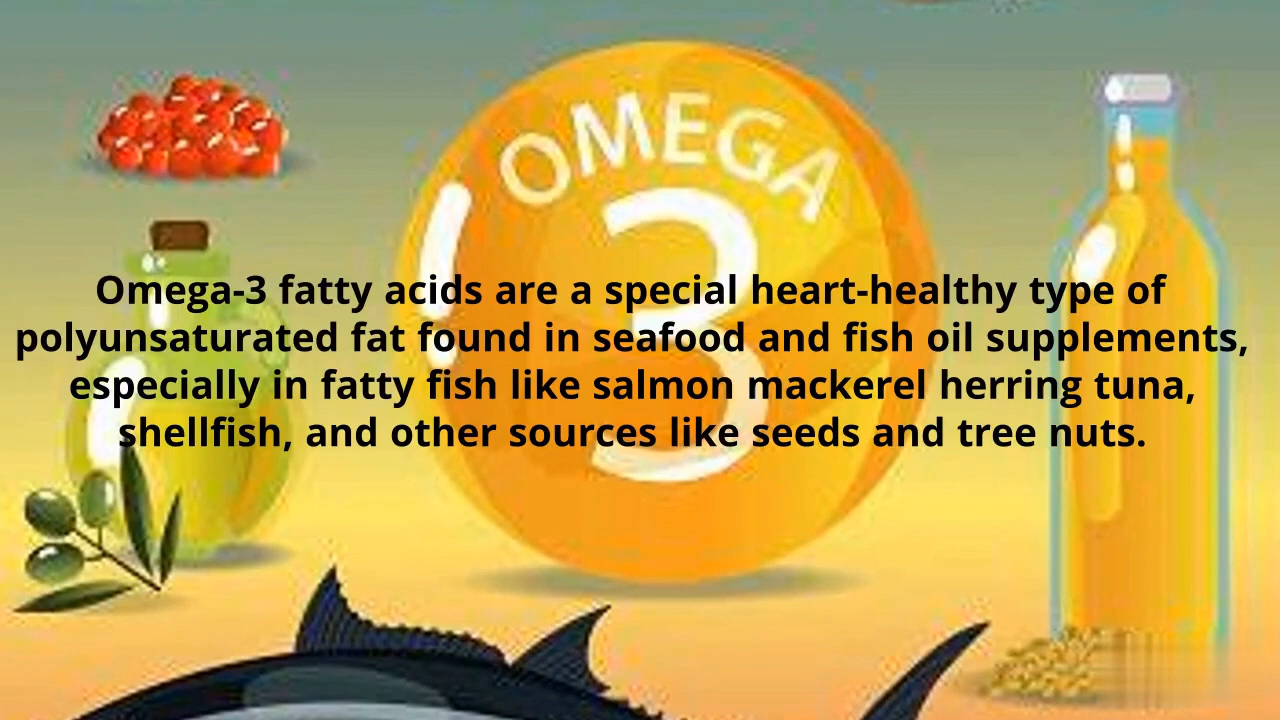 OMEGA
3
Omega-3 fatty acids are a special heart-healthy type of
polyunsaturated fat found in seafood and fish oil supplements,
especially in fatty fish like salmon mackerel herring tuna,
shellfish, and other sources like seeds and tree nuts.